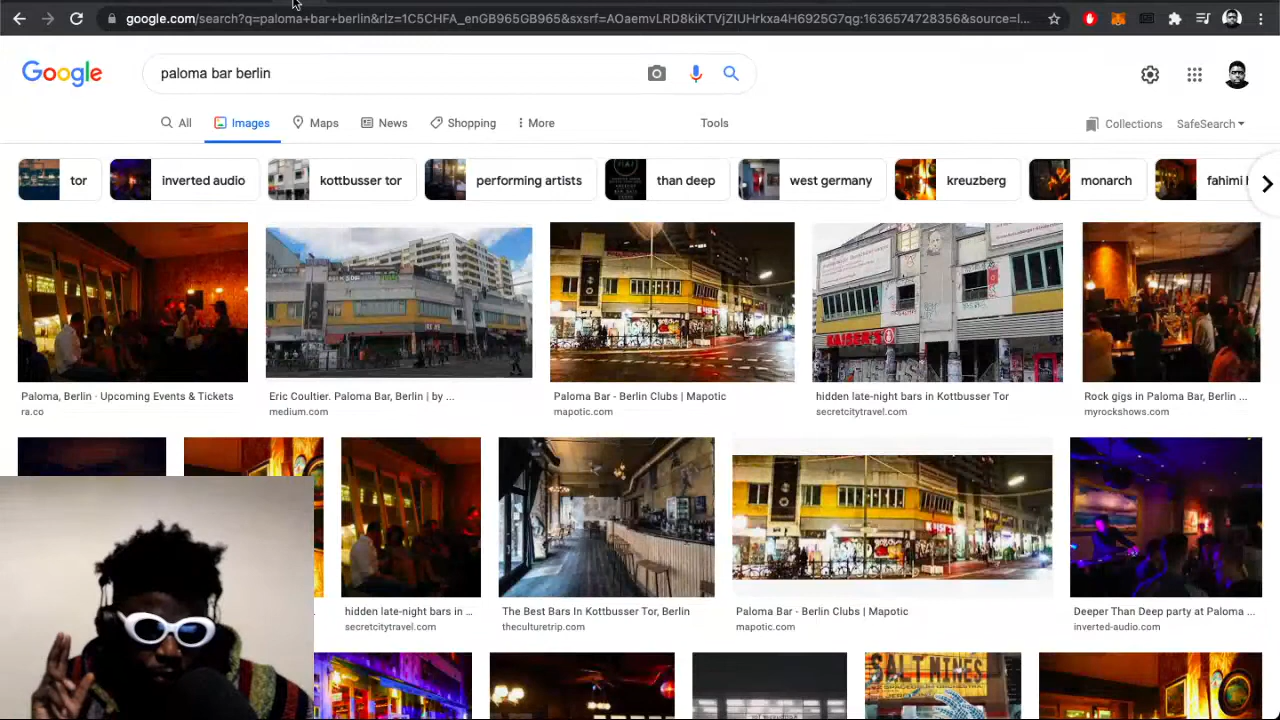 google.com/search?q=paloma+bar+berlin&rlz=1C5CHFA_enGB965GB965&sxsrf=AOaemvLRD8kiKTVjZIUHrkxa4H6925G7qg:1636574728356&source=l...
Google
paloma bar berlin
All Images Maps News Shopping More Tools Collections SafeSearch
tor inverted audio kottbusser tor performing artists than deep west germany kreuzberg monarch fahimi
KAISER'S
Paloma, Berlin · Upcoming Events & Tickets
ra.co
Eric Coultier. Paloma Bar, Berlin | by ...
medium.com
Paloma Bar - Berlin Clubs | Mapotic
mapotic.com
hidden late-night bars in Kottbusser Tor
secretcitytravel.com
Rock gigs in Paloma Bar, Berlin ...
myrockshows.com
hidden late-night bars in ...
secretcitytravel.com
The Best Bars In Kottbusser Tor, Berlin
theculturetrip.com
Paloma Bar - Berlin Clubs | Mapotic
mapotic.com
Deeper Than Deep party at Paloma ...
inverted-audio.com
SALT MINES